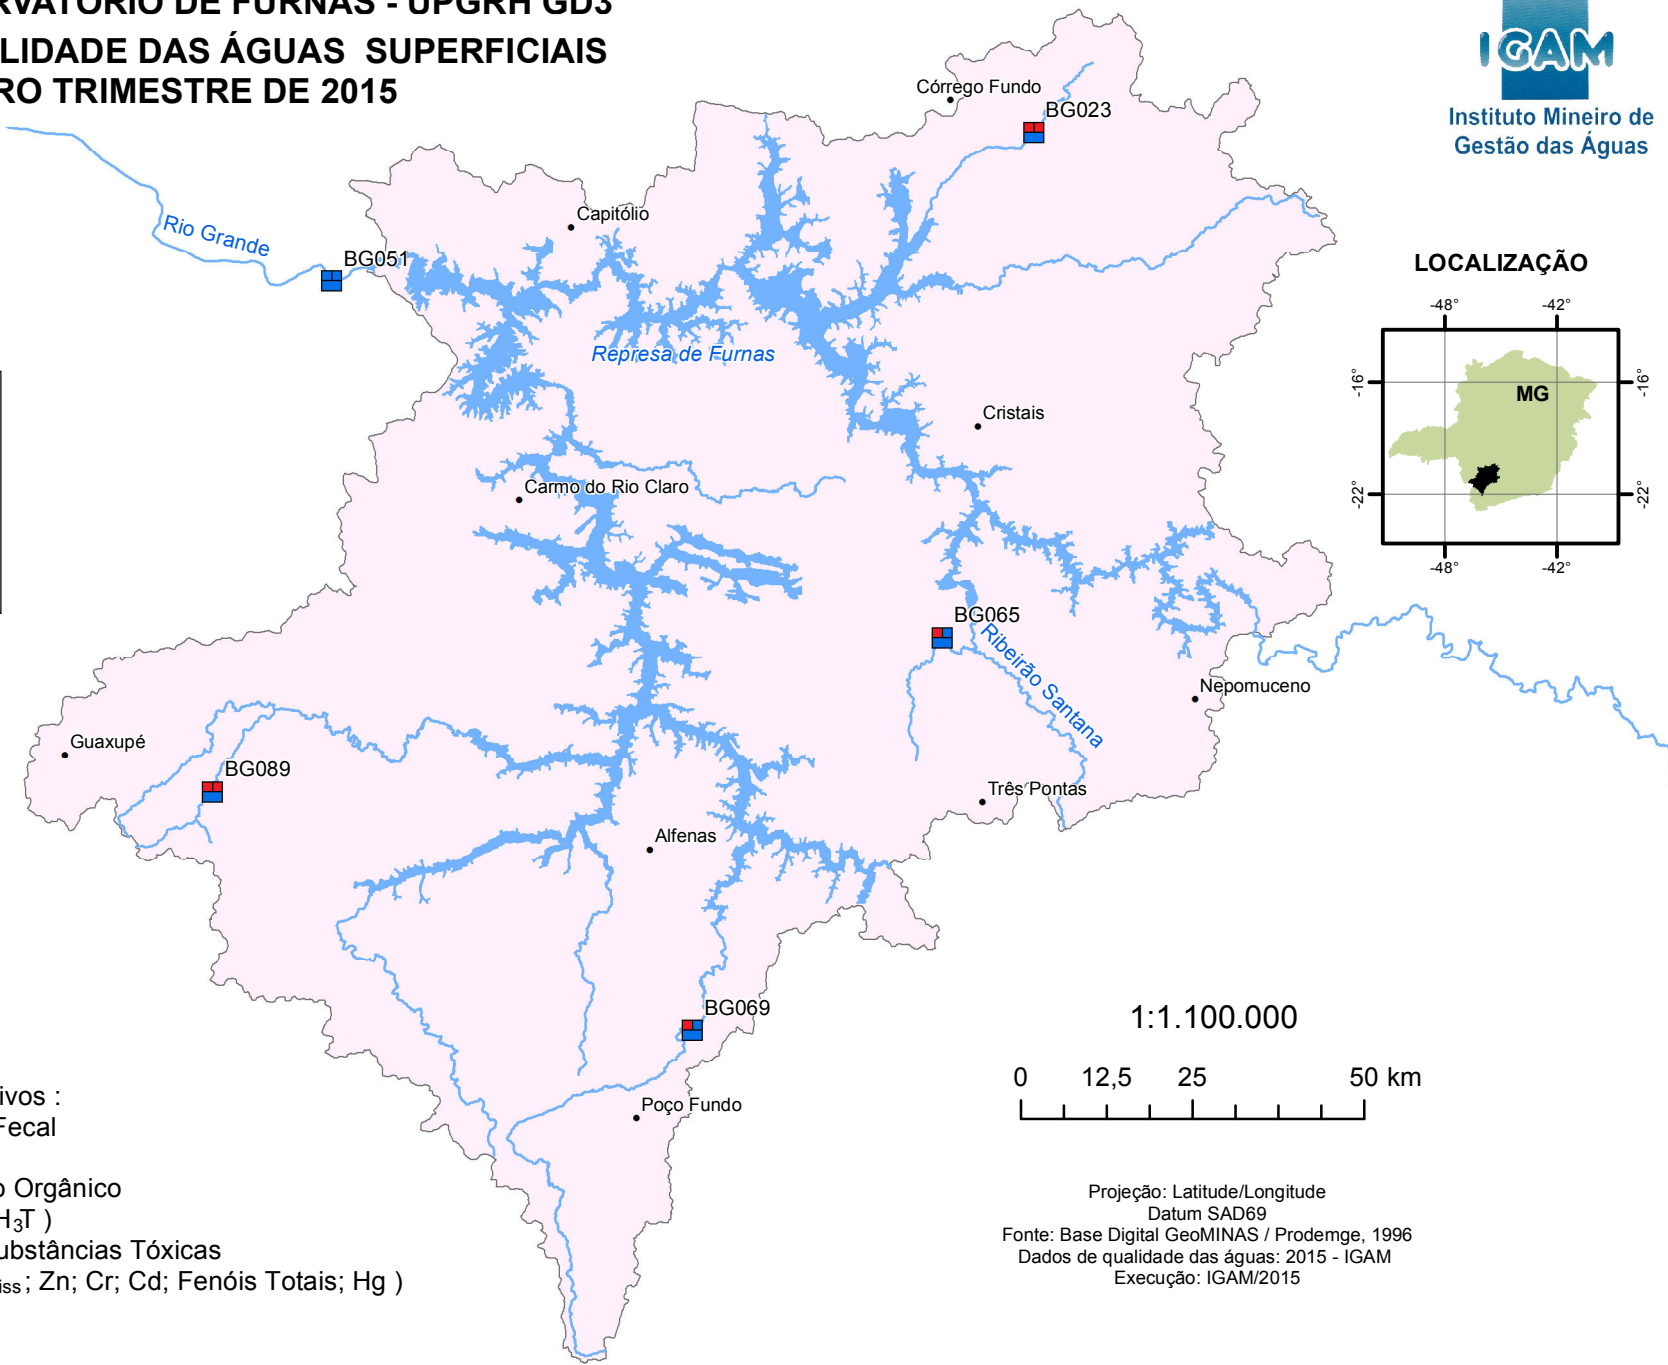 RVATÓRIO DE FURNAS - UPGRH GD3
LIDADE DAS ÁGUAS SUPERFICIAIS
RO TRIMESTRE DE 2015
IGAM
Instituto Mineiro de
Gestão das Águas
Córrego Fundo
BG023
Capitólio
Rio Grande
BG051
Represa de Furnas
LOCALIZAÇÃO
-48° -42°
-16° MG -16°
-22° -22°
-48° -42°
Cristais
Carmo do Rio Claro
BG065
Ribeirão Santana
Nepomuceno
Guaxupé
BG089
Três Pontas
Alfenas
BG069
Poço Fundo
1:1.100.000
0 12,5 25 50 km
ivos :
Fecal
o Orgânico
H₃T )
ubstâncias Tóxicas
iss ; Zn; Cr; Cd; Fenóis Totais; Hg )
Projeção: Latitude/Longitude
Datum SAD69
Fonte: Base Digital GeoMINAS / Prodemge, 1996
Dados de qualidade das águas: 2015 - IGAM
Execução: IGAM/2015